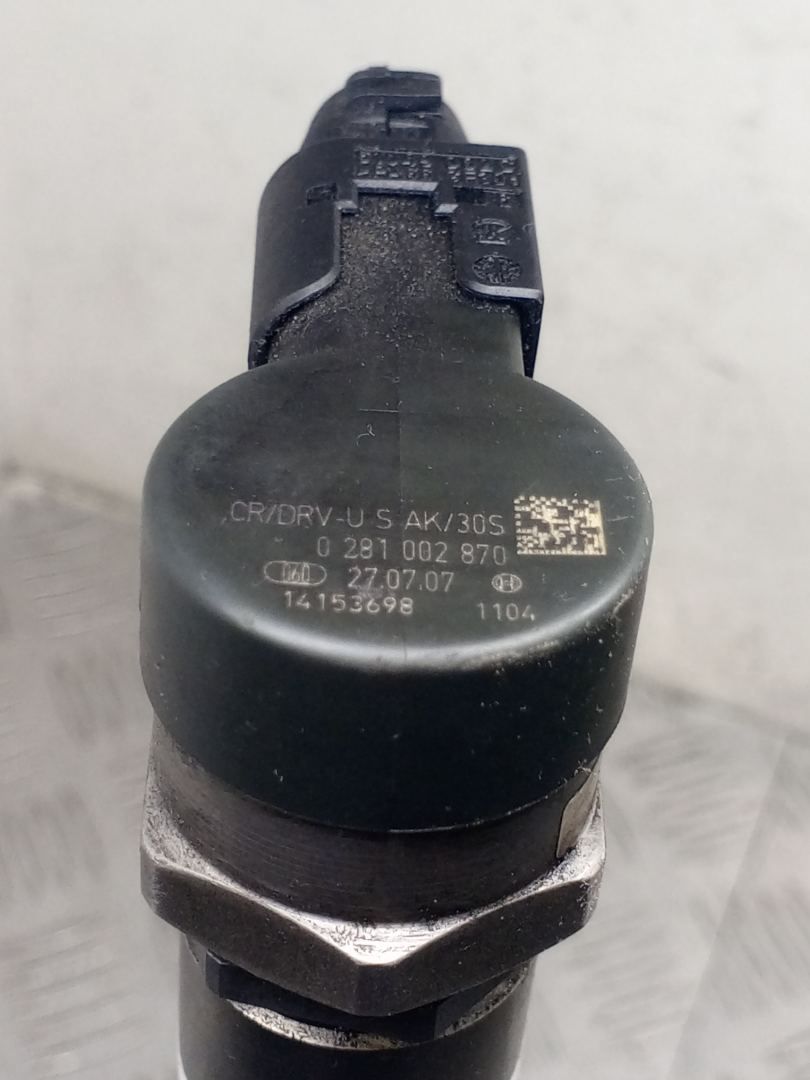 CR/DRV-U S AK/30S
0 281 002 870
27.07.07
14153698 1104